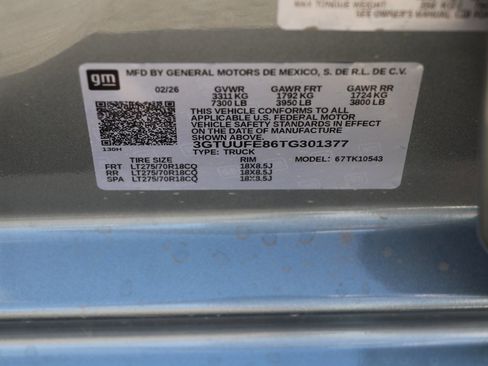 gm
MFD BY GENERAL MOTORS DE MEXICO, S. DE R.L. DE C.V.
02/26 GVWR GAWR FRT GAWR RR
3311 KG 1792 KG 1724 KG
7300 LB 3950 LB 3800 LB
THIS VEHICLE CONFORMS TO ALL
APPLICABLE U.S. FEDERAL MOTOR
VEHICLE SAFETY STANDARDS IN EFFECT
ON THE DATE OF MANUFACTURE
SHOWN ABOVE.
3GTUUFE86TG301377
130H
TYPE: TRUCK
TIRE SIZE RIM MODEL: 67TK10543
FRT LT275/70R18CQ 18X8.5J
RR LT275/70R18CQ 18X8.5J
SPA LT275/70R18CQ 18X8.5J